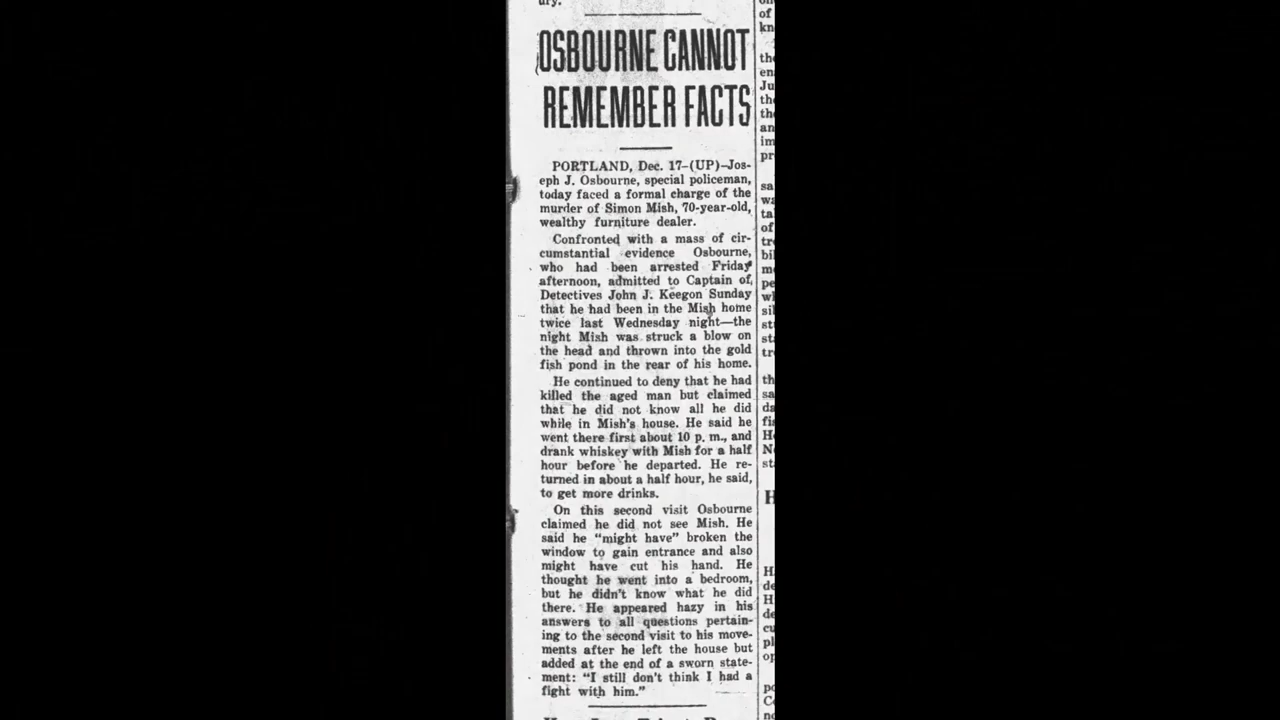 ury.
OSBOURNE CANNOT
REMEMBER FACTS
PORTLAND, Dec. 17-(UP)-Jos-
eph J. Osbourne, special policeman,
today faced a formal charge of the
murder of Simon Mish, 70-year-old,
wealthy furniture dealer.
Confronted with a mass of cir-
cumstantial evidence Osbourne,
who had been arrested Friday
afternoon, admitted to Captain of
Detectives John J. Keegon Sunday
that he had been in the Mish home
twice last Wednesday night—the
night Mish was struck a blow on
the head and thrown into the gold
fish pond in the rear of his home.
He continued to deny that he had
killed the aged man but claimed
that he did not know all he did
while in Mish's house. He said he
went there first about 10 p. m., and
drank whiskey with Mish for a half
hour before he departed. He re-
turned in about a half hour, he said,
to get more drinks.
On this second visit Osbourne
claimed he did not see Mish. He
said he "might have" broken the
window to gain entrance and also
might have cut his hand. He
thought he went into a bedroom,
but he didn't know what he did
there. He appeared hazy in his
answers to all questions pertain-
ing to the second visit to his move-
ments after he left the house but
added at the end of a sworn state-
ment: "I still don't think I had a
fight with him."